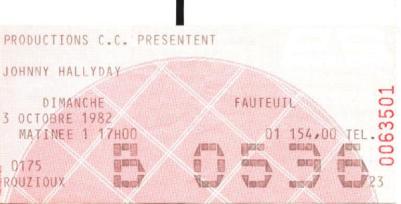 PRODUCTIONS C.C. PRESENTENT
JOHNNY HALLYDAY
DIMANCHE FAUTEUIL
3 OCTOBRE 1982
MATINEE 1 17H00 01 154,00 TEL.
0175 B 0536
ROUZIOUX 23
0063501